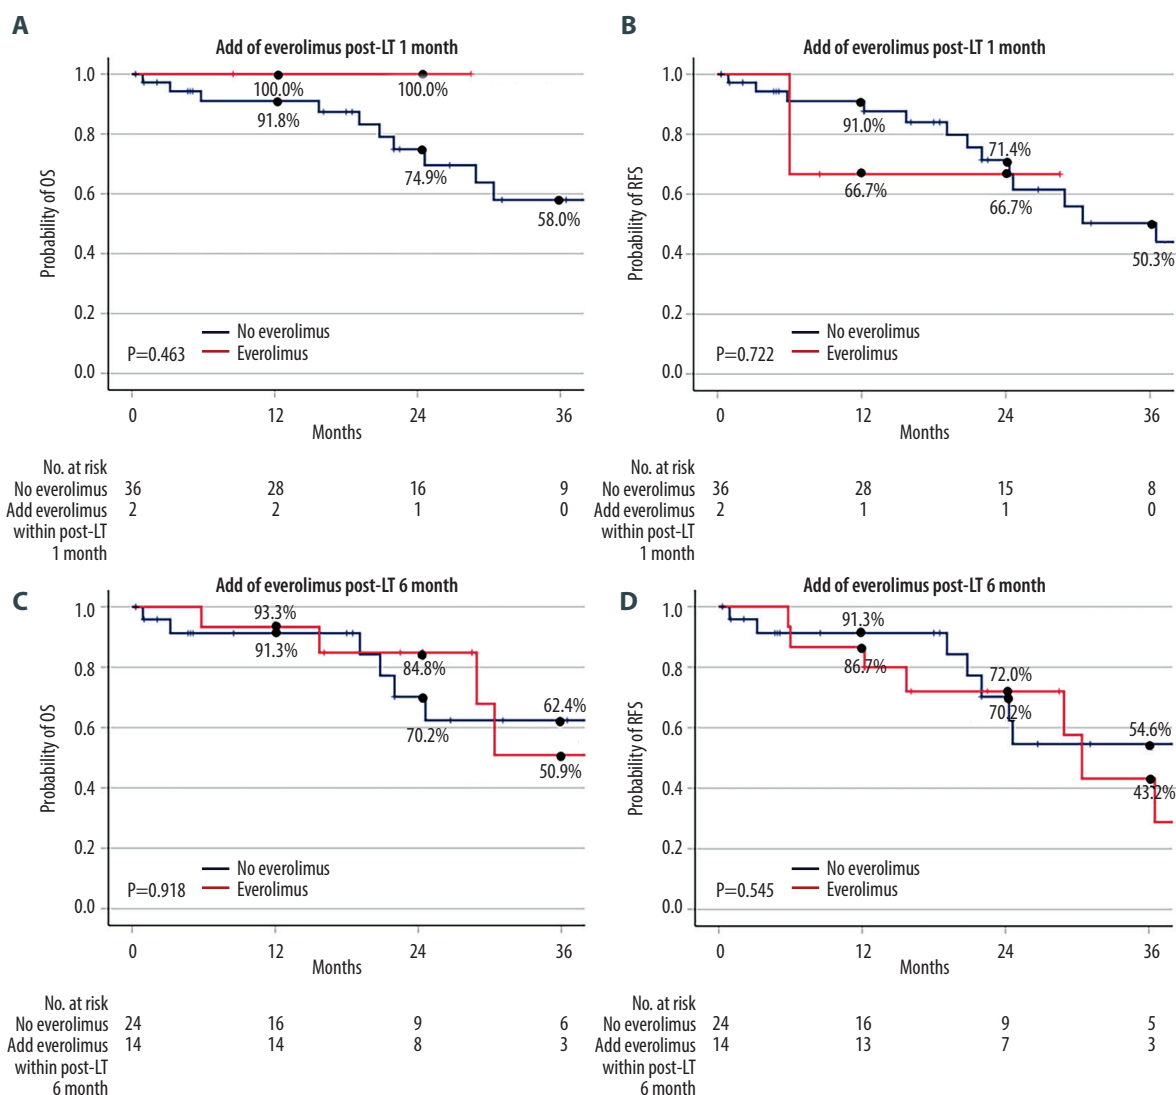 A
Add of everolimus post-LT 1 month
Probability of OS
1.0
0.8
0.6
0.4
0.2
0.0
100.0%
100.0%
91.8%
74.9%
58.0%
No everolimus
P=0.463
Everolimus
0 12 24 36
Months
No. at risk
No everolimus 36 28 16 9
Add everolimus 2 2 1 0
within post-LT
1 month
B
Add of everolimus post-LT 1 month
Probability of RFS
1.0
0.8
0.6
0.4
0.2
0.0
91.0%
71.4%
66.7%
66.7%
50.3%
No everolimus
P=0.722
Everolimus
0 12 24 36
Months
No. at risk
No everolimus 36 28 15 8
Add everolimus 2 1 1 0
within post-LT
1 month
C
Add of everolimus post-LT 6 month
Probability of OS
1.0
0.8
0.6
0.4
0.2
0.0
93.3%
91.3%
84.8%
70.2%
62.4%
50.9%
No everolimus
P=0.918
Everolimus
0 12 24 36
Months
No. at risk
No everolimus 24 16 9 6
Add everolimus 14 14 8 3
within post-LT
6 month
D
Add of everolimus post-LT 6 month
Probability of RFS
1.0
0.8
0.6
0.4
0.2
0.0
91.3%
86.7%
72.0%
70.2%
54.6%
43.2%
No everolimus
P=0.545
Everolimus
0 12 24 36
Months
No. at risk
No everolimus 24 16 9 5
Add everolimus 14 13 7 3
within post-LT
6 month